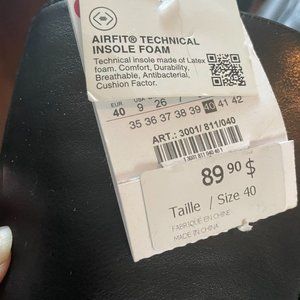 AIRFIT® TECHNICAL
INSOLE FOAM
Technical insole made of Latex
foam. Comfort, Durability,
Breathable, Antibacterial,
Cushion Factor.
EUR
40 9 26 7
35 36 37 38 39 40 41 42
ART.: 3001/ 811/040
89 90 $
Taille / Size 40
FABRIQUÉ EN CHINE
MADE IN CHINA